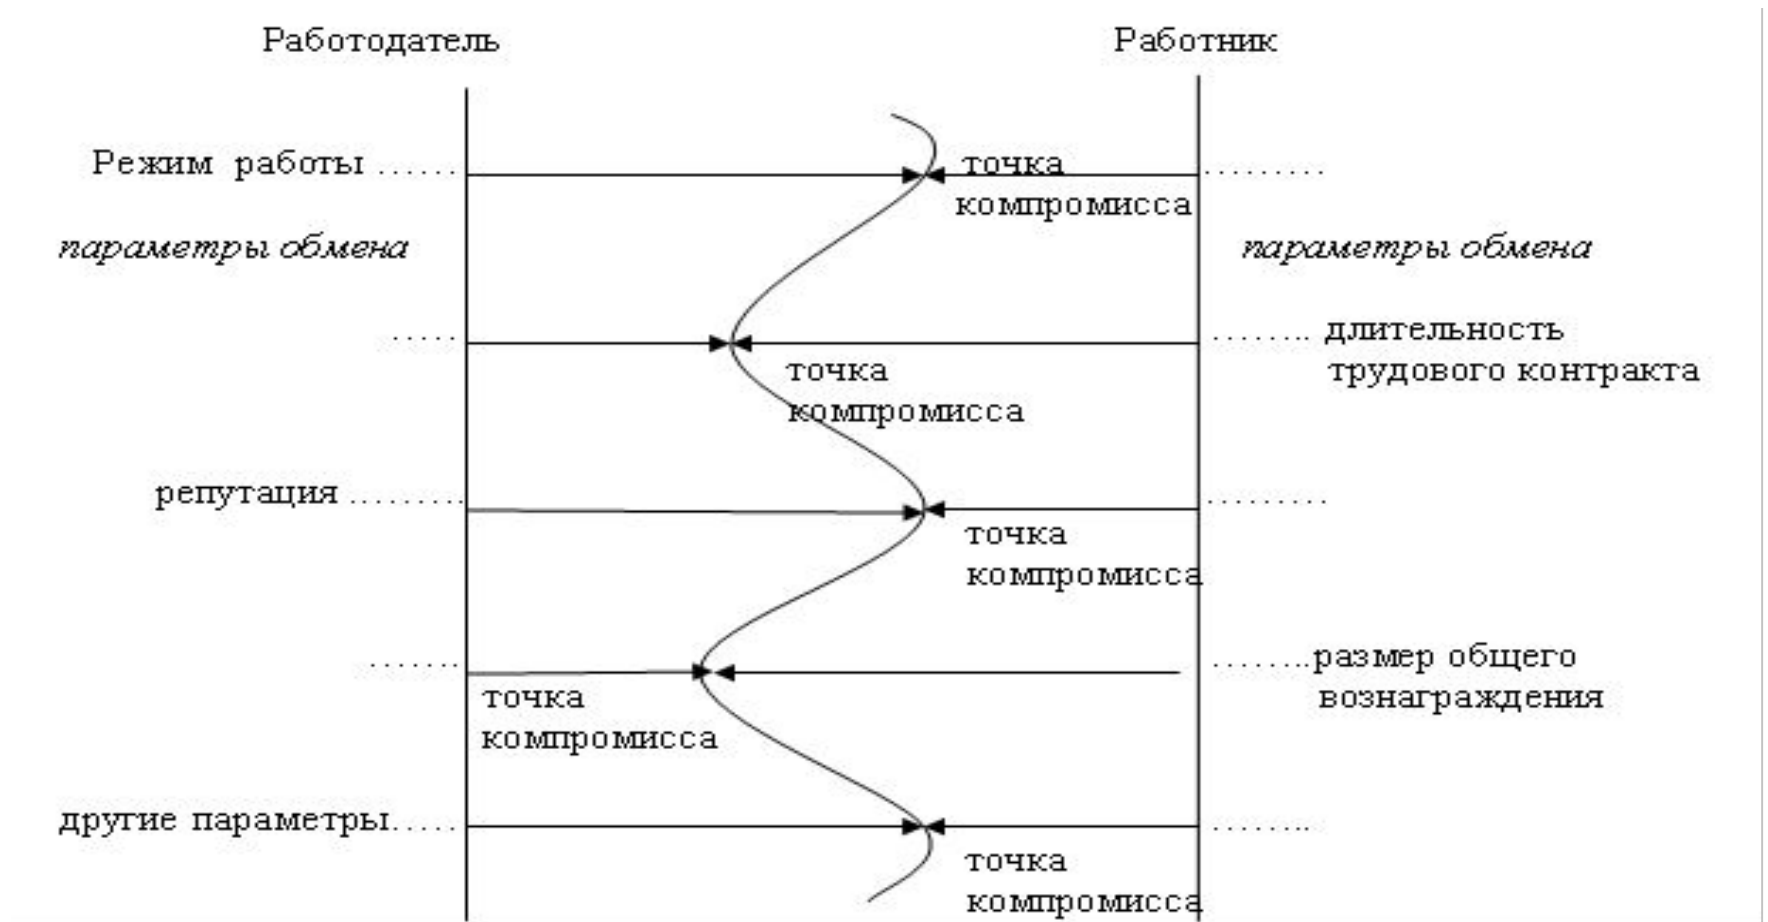 Работодатель
Работник
Режим работы ......
точка
.........
компромисса
параметры обмена
параметры обмена
.....
....... длительность
точка
трудового контракта
компромисса
репутация .........
.........
точка
компромисса
.......
.......размер общего
точка
вознаграждения
компромисса
другие параметры.....
........
точка
компромисса